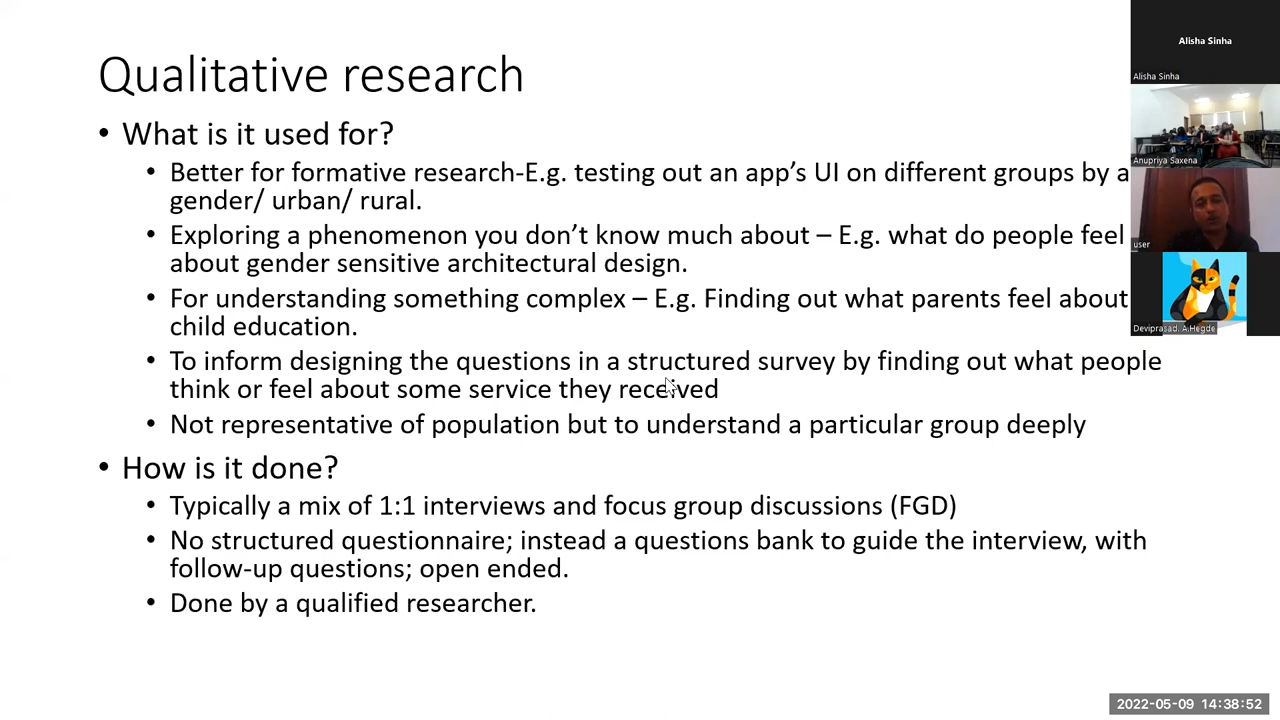 Qualitative research
• What is it used for?
• Better for formative research-E.g. testing out an app’s UI on different groups by a
gender/ urban/ rural.
• Exploring a phenomenon you don’t know much about – E.g. what do people feel
about gender sensitive architectural design.
• For understanding something complex – E.g. Finding out what parents feel about
child education.
• To inform designing the questions in a structured survey by finding out what people
think or feel about some service they received
• Not representative of population but to understand a particular group deeply
• How is it done?
• Typically a mix of 1:1 interviews and focus group discussions (FGD)
• No structured questionnaire; instead a questions bank to guide the interview, with
follow-up questions; open ended.
• Done by a qualified researcher.
Alisha Sinha
Alisha Sinha
Anupriya Saxena
user
Deviprasad. A.Hegde
2022-05-09 14:38:52